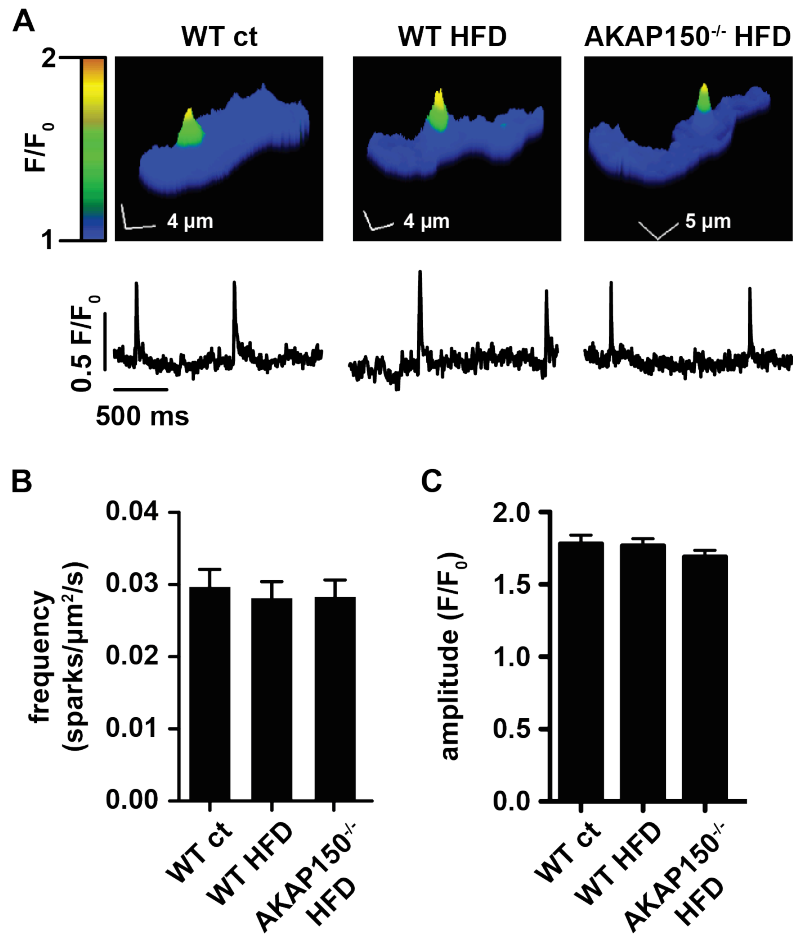 A
WT ct
WT HFD
AKAP150-/- HFD
2
F/F0
1
4 µm
4 µm
5 µm
0.5 F/F0
500 ms
B
frequency
(sparks/µm2/s)
0.04
0.03
0.02
0.01
0.00
WT ct
WT HFD
AKAP150-/-
HFD
C
amplitude (F/F0)
2.0
1.5
1.0
0.5
0.0
WT ct
WT HFD
AKAP150-/-
HFD